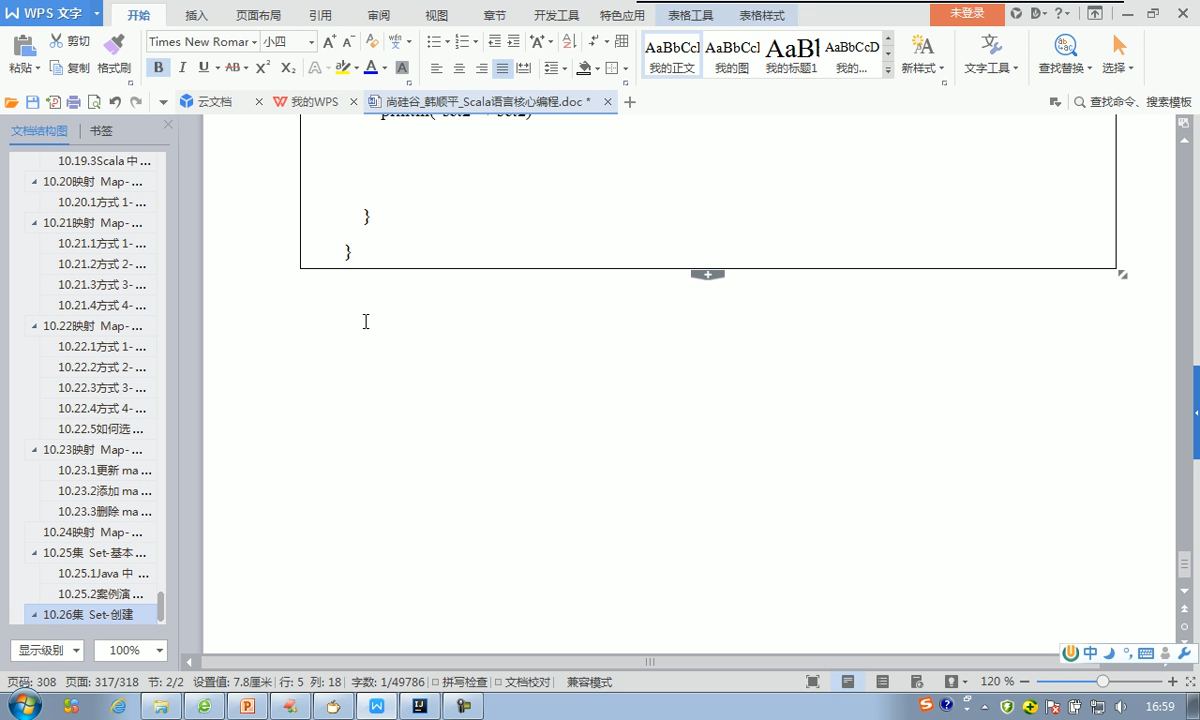 WPS 文字
开始
插入
页面布局
引用
审阅
视图
章节
开发工具
特色应用
表格工具
表格样式
未登录
粘贴
剪切
复制
格式刷
Times New Roman
小四
B I U AB X² X₂ A A A
AaBbCcI
AaBbCcI
AaBl
AaBbCcD
我的正文
我的图
我的标题1
我的...
新样式
文字工具
查找替换
选择
云文档
我的WPS
尚硅谷_韩顺平_Scala语言核心编程.doc *
查找命令、搜索模板
文档结构图
书签
10.19.3Scala 中 ...
10.20映射 Map-...
10.20.1方式 1- ...
10.21映射 Map-...
10.21.1方式 1- ...
10.21.2方式 2- ...
10.21.3方式 3- ...
10.21.4方式 4- ...
10.22映射 Map-...
10.22.1方式 1- ...
10.22.2方式 2- ...
10.22.3方式 3- ...
10.22.4方式 4- ...
10.22.5如何选 ...
10.23映射 Map-...
10.23.1更新 ma ...
10.23.2添加 ma ...
10.23.3删除 ma ...
10.24映射 Map-...
10.25集 Set-基本...
10.25.1Java 中 ...
10.25.2案例演 ...
10.26集 Set-创建
}
}
显示级别
100%
页码: 308 页面: 317/318 节: 2/2 设置值: 7.8厘米 行: 5 列: 18 字数: 1/49786 拼写检查 文档校对 兼容模式
120 %
中
16:59